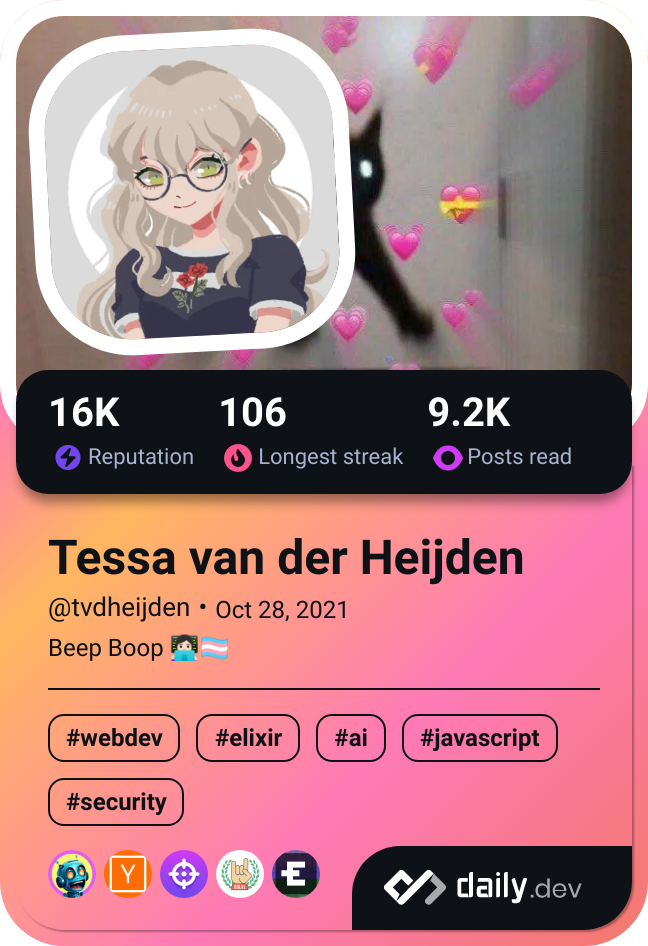 16K 106 9.2K
Reputation Longest streak Posts read
Tessa van der Heijden
@tvdheijden • Oct 28, 2021
Beep Boop 👩🏻‍💻🏳️‍⚧️
#webdev #elixir #ai #javascript
#security
Y
daily.dev